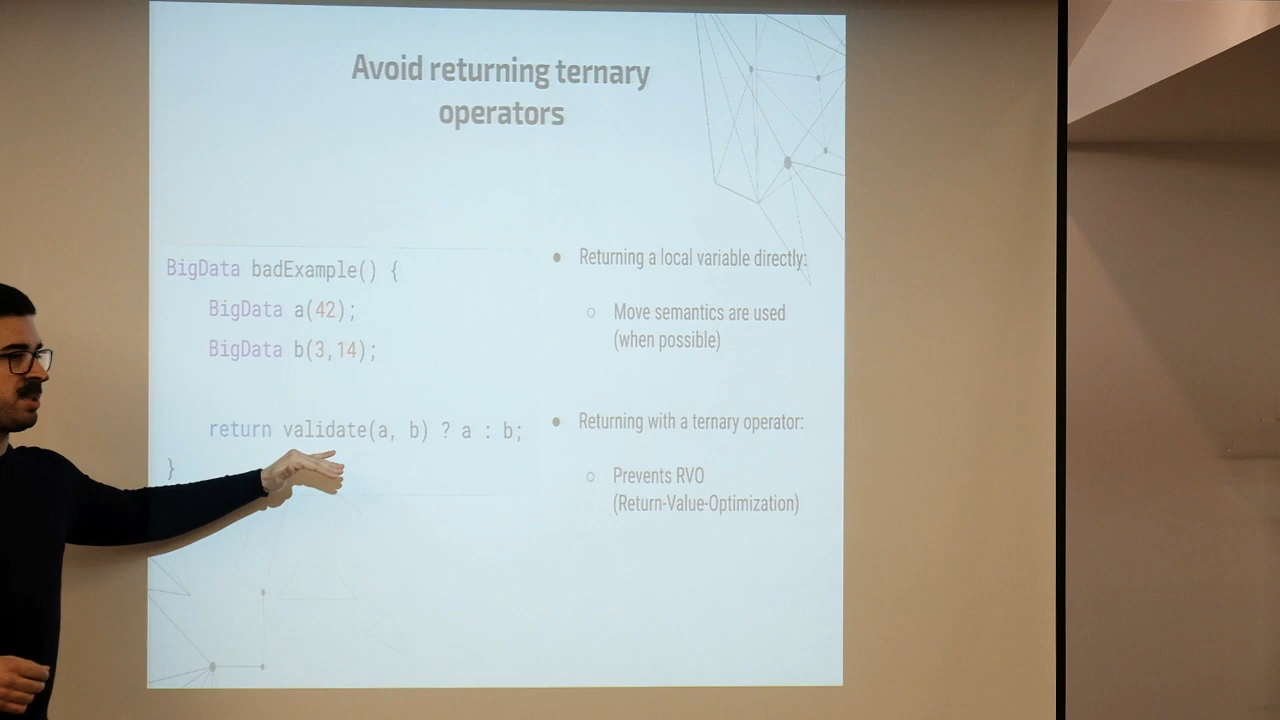 Avoid returning ternary
operators
BigData badExample() {
BigData a(42);
BigData b(3,14);
return validate(a, b) ? a : b;
}
Returning a local variable directly:
Move semantics are used
(when possible)
Returning with a ternary operator:
Prevents RVO
(Return-Value-Optimization)